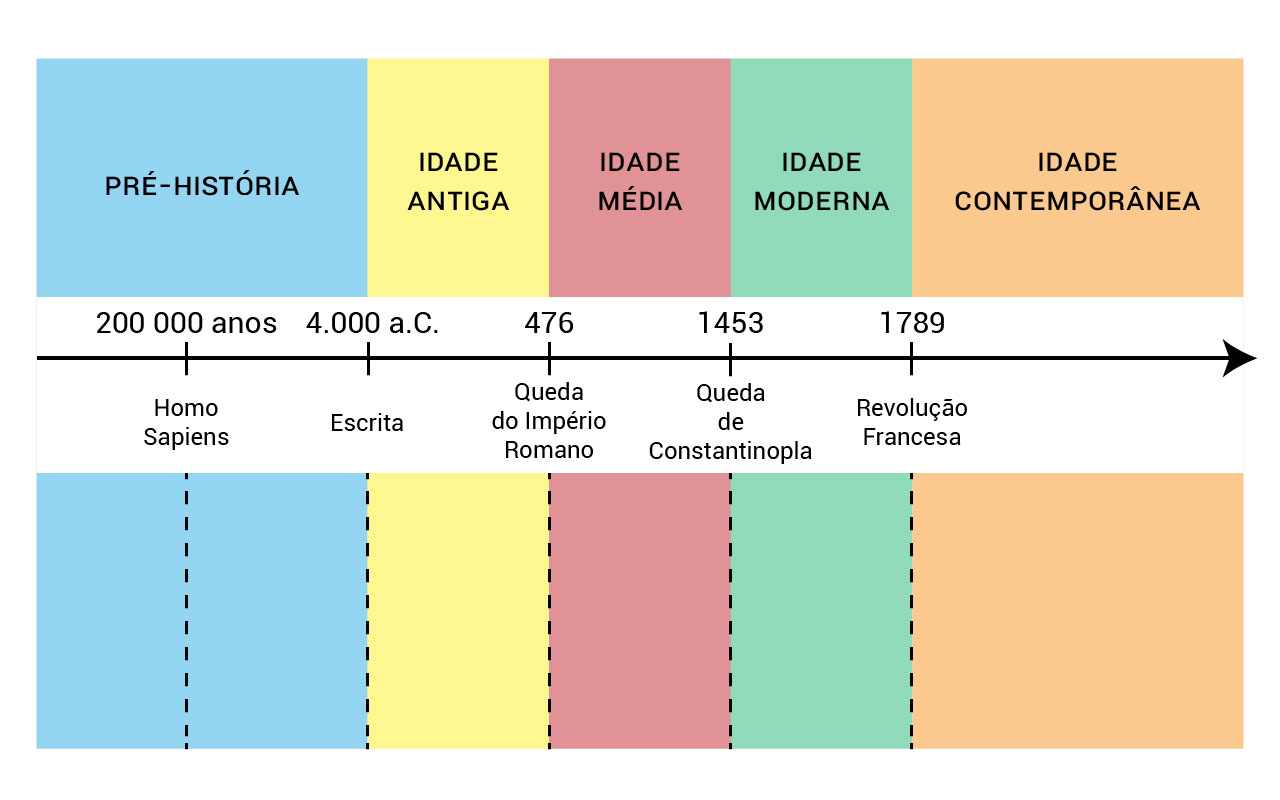 PRÉ-HISTÓRIA
IDADE
ANTIGA
IDADE
MÉDIA
IDADE
MODERNA
IDADE
CONTEMPORÂNEA
200 000 anos
4.000 a.C.
476
1453
1789
Homo
Sapiens
Escrita
Queda
do Império
Romano
Queda
de
Constantinopla
Revolução
Francesa